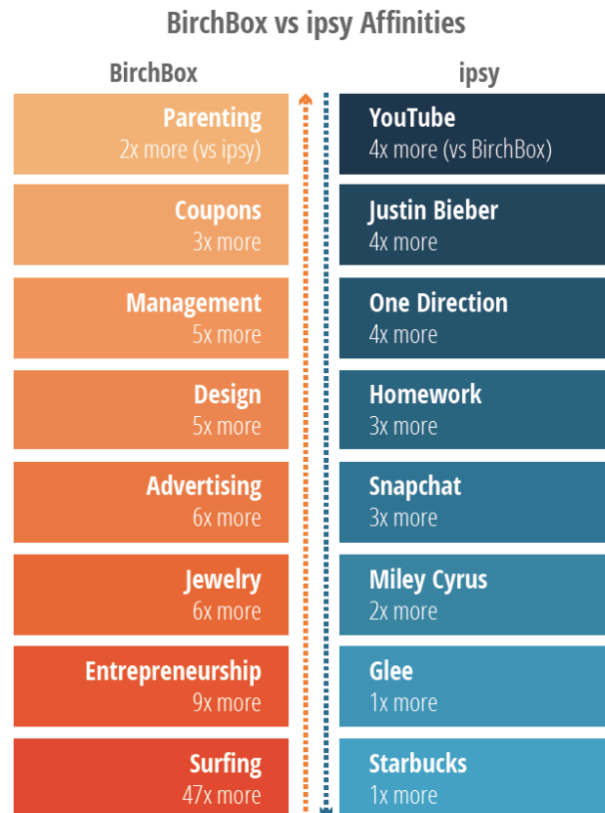 BirchBox vs ipsy Affinities
BirchBox
Parenting
2x more (vs ipsy)
Coupons
3x more
Management
5x more
Design
5x more
Advertising
6x more
Jewelry
6x more
Entrepreneurship
9x more
Surfing
47x more
ipsy
YouTube
4x more (vs BirchBox)
Justin Bieber
4x more
One Direction
4x more
Homework
3x more
Snapchat
3x more
Miley Cyrus
2x more
Glee
1x more
Starbucks
1x more